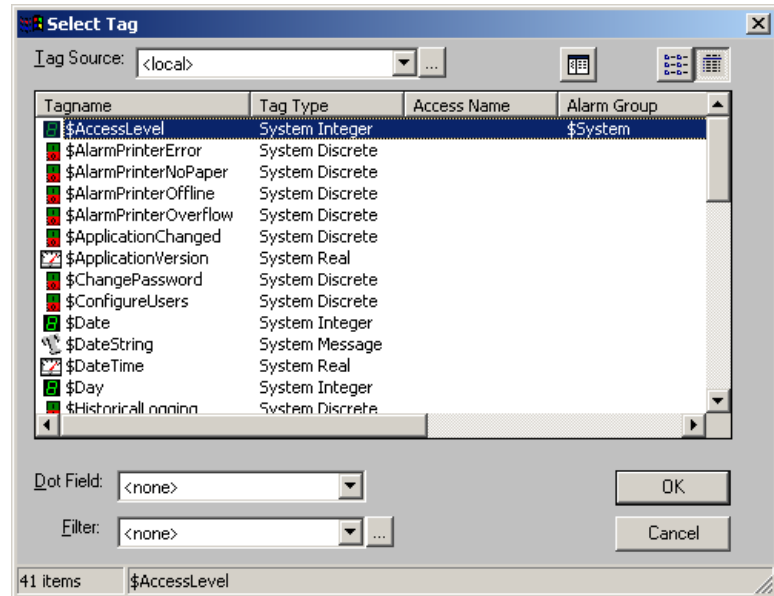 Select Tag
Tag Source: <local> ...
Tagname Tag Type Access Name Alarm Group
$AccessLevel System Integer $System
$AlarmPrinterError System Discrete
$AlarmPrinterNoPaper System Discrete
$AlarmPrinterOffline System Discrete
$AlarmPrinterOverflow System Discrete
$ApplicationChanged System Discrete
$ApplicationVersion System Real
$ChangePassword System Discrete
$ConfigureUsers System Discrete
$Date System Integer
$DateString System Message
$DateTime System Real
$Day System Integer
$HistoricalLogging System Discrete
Dot Field: <none> OK
Filter: <none> ... Cancel
41 items $AccessLevel